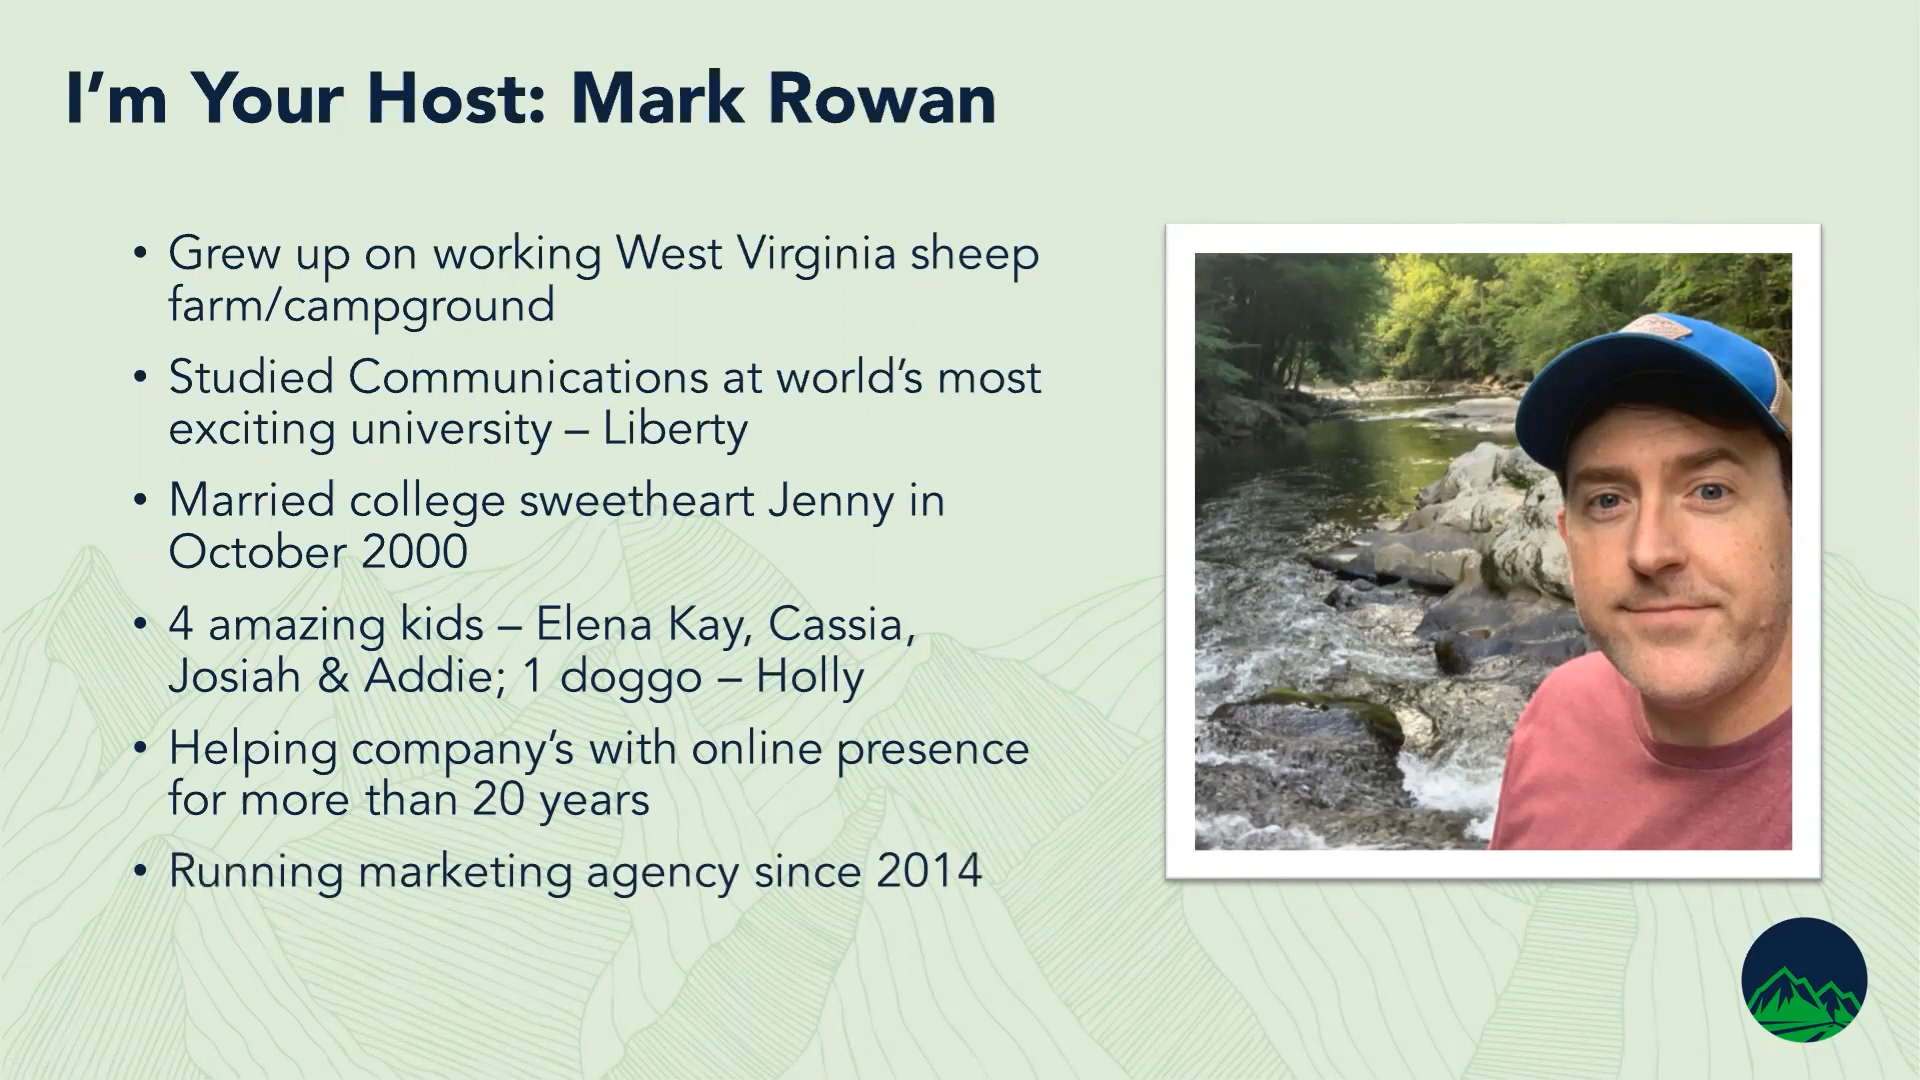 I’m Your Host: Mark Rowan
• Grew up on working West Virginia sheep
farm/campground
• Studied Communications at world’s most
exciting university – Liberty
• Married college sweetheart Jenny in
October 2000
• 4 amazing kids – Elena Kay, Cassia,
Josiah & Addie; 1 doggo – Holly
• Helping company’s with online presence
for more than 20 years
• Running marketing agency since 2014